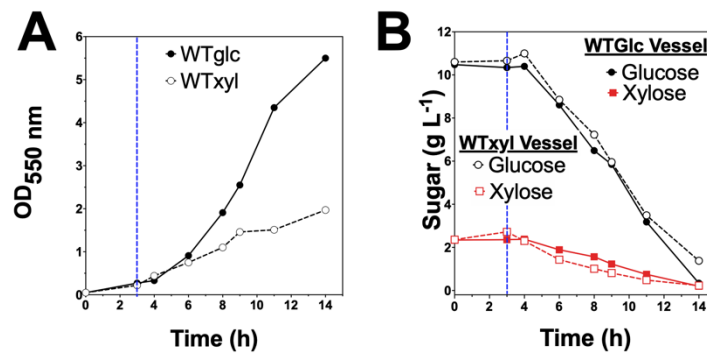 A
OD550 nm
6
5
4
3
2
1
0
WTglc
WTxyl
0 2 4 6 8 10 12 14
Time (h)
B
Sugar (g L-1)
12
10
8
6
4
2
0
WTGlc Vessel
Glucose
Xylose
WTxyl Vessel
Glucose
Xylose
0 2 4 6 8 10 12 14
Time (h)